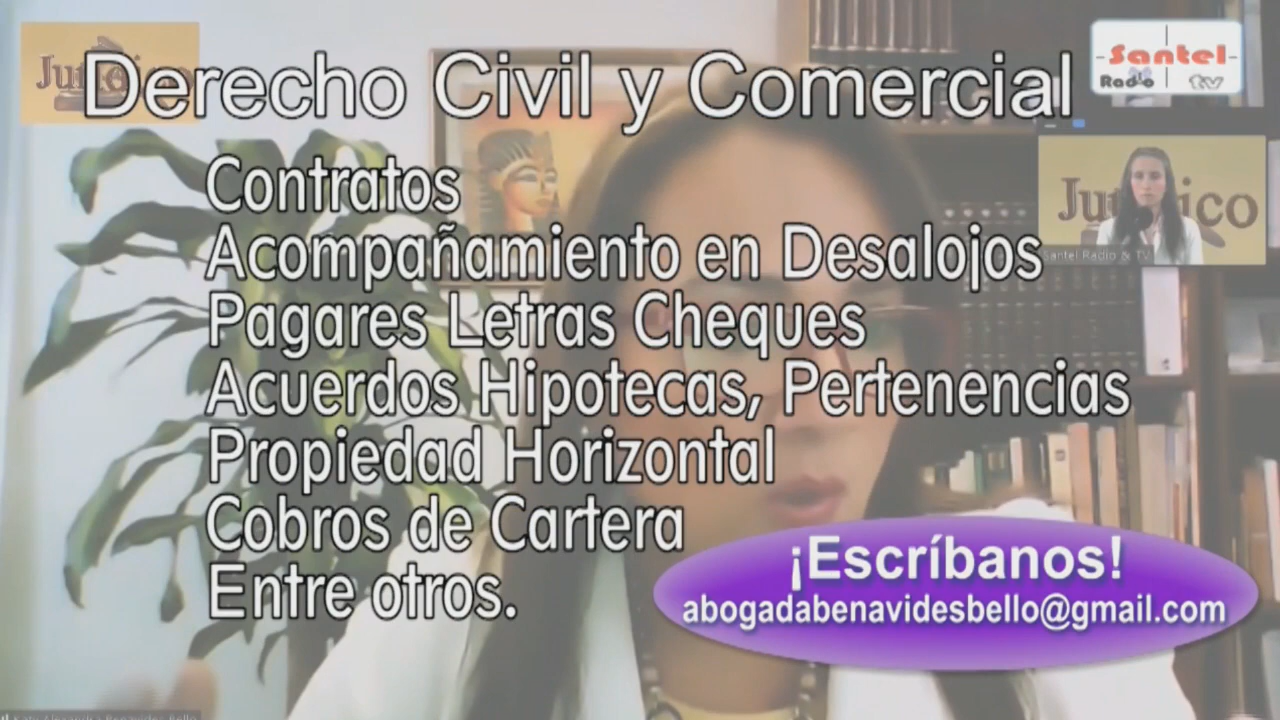 Derecho Civil y Comercial
-Santel-
Radio TV
Contratos
Acompañamiento en Desalojos
Santel Radio & TV
Pagares Letras Cheques
Acuerdos Hipotecas, Pertenencias
Propiedad Horizontal
Cobros de Cartera
Entre otros.
¡Escríbanos!
abogadabenavidesbello@gmail.com